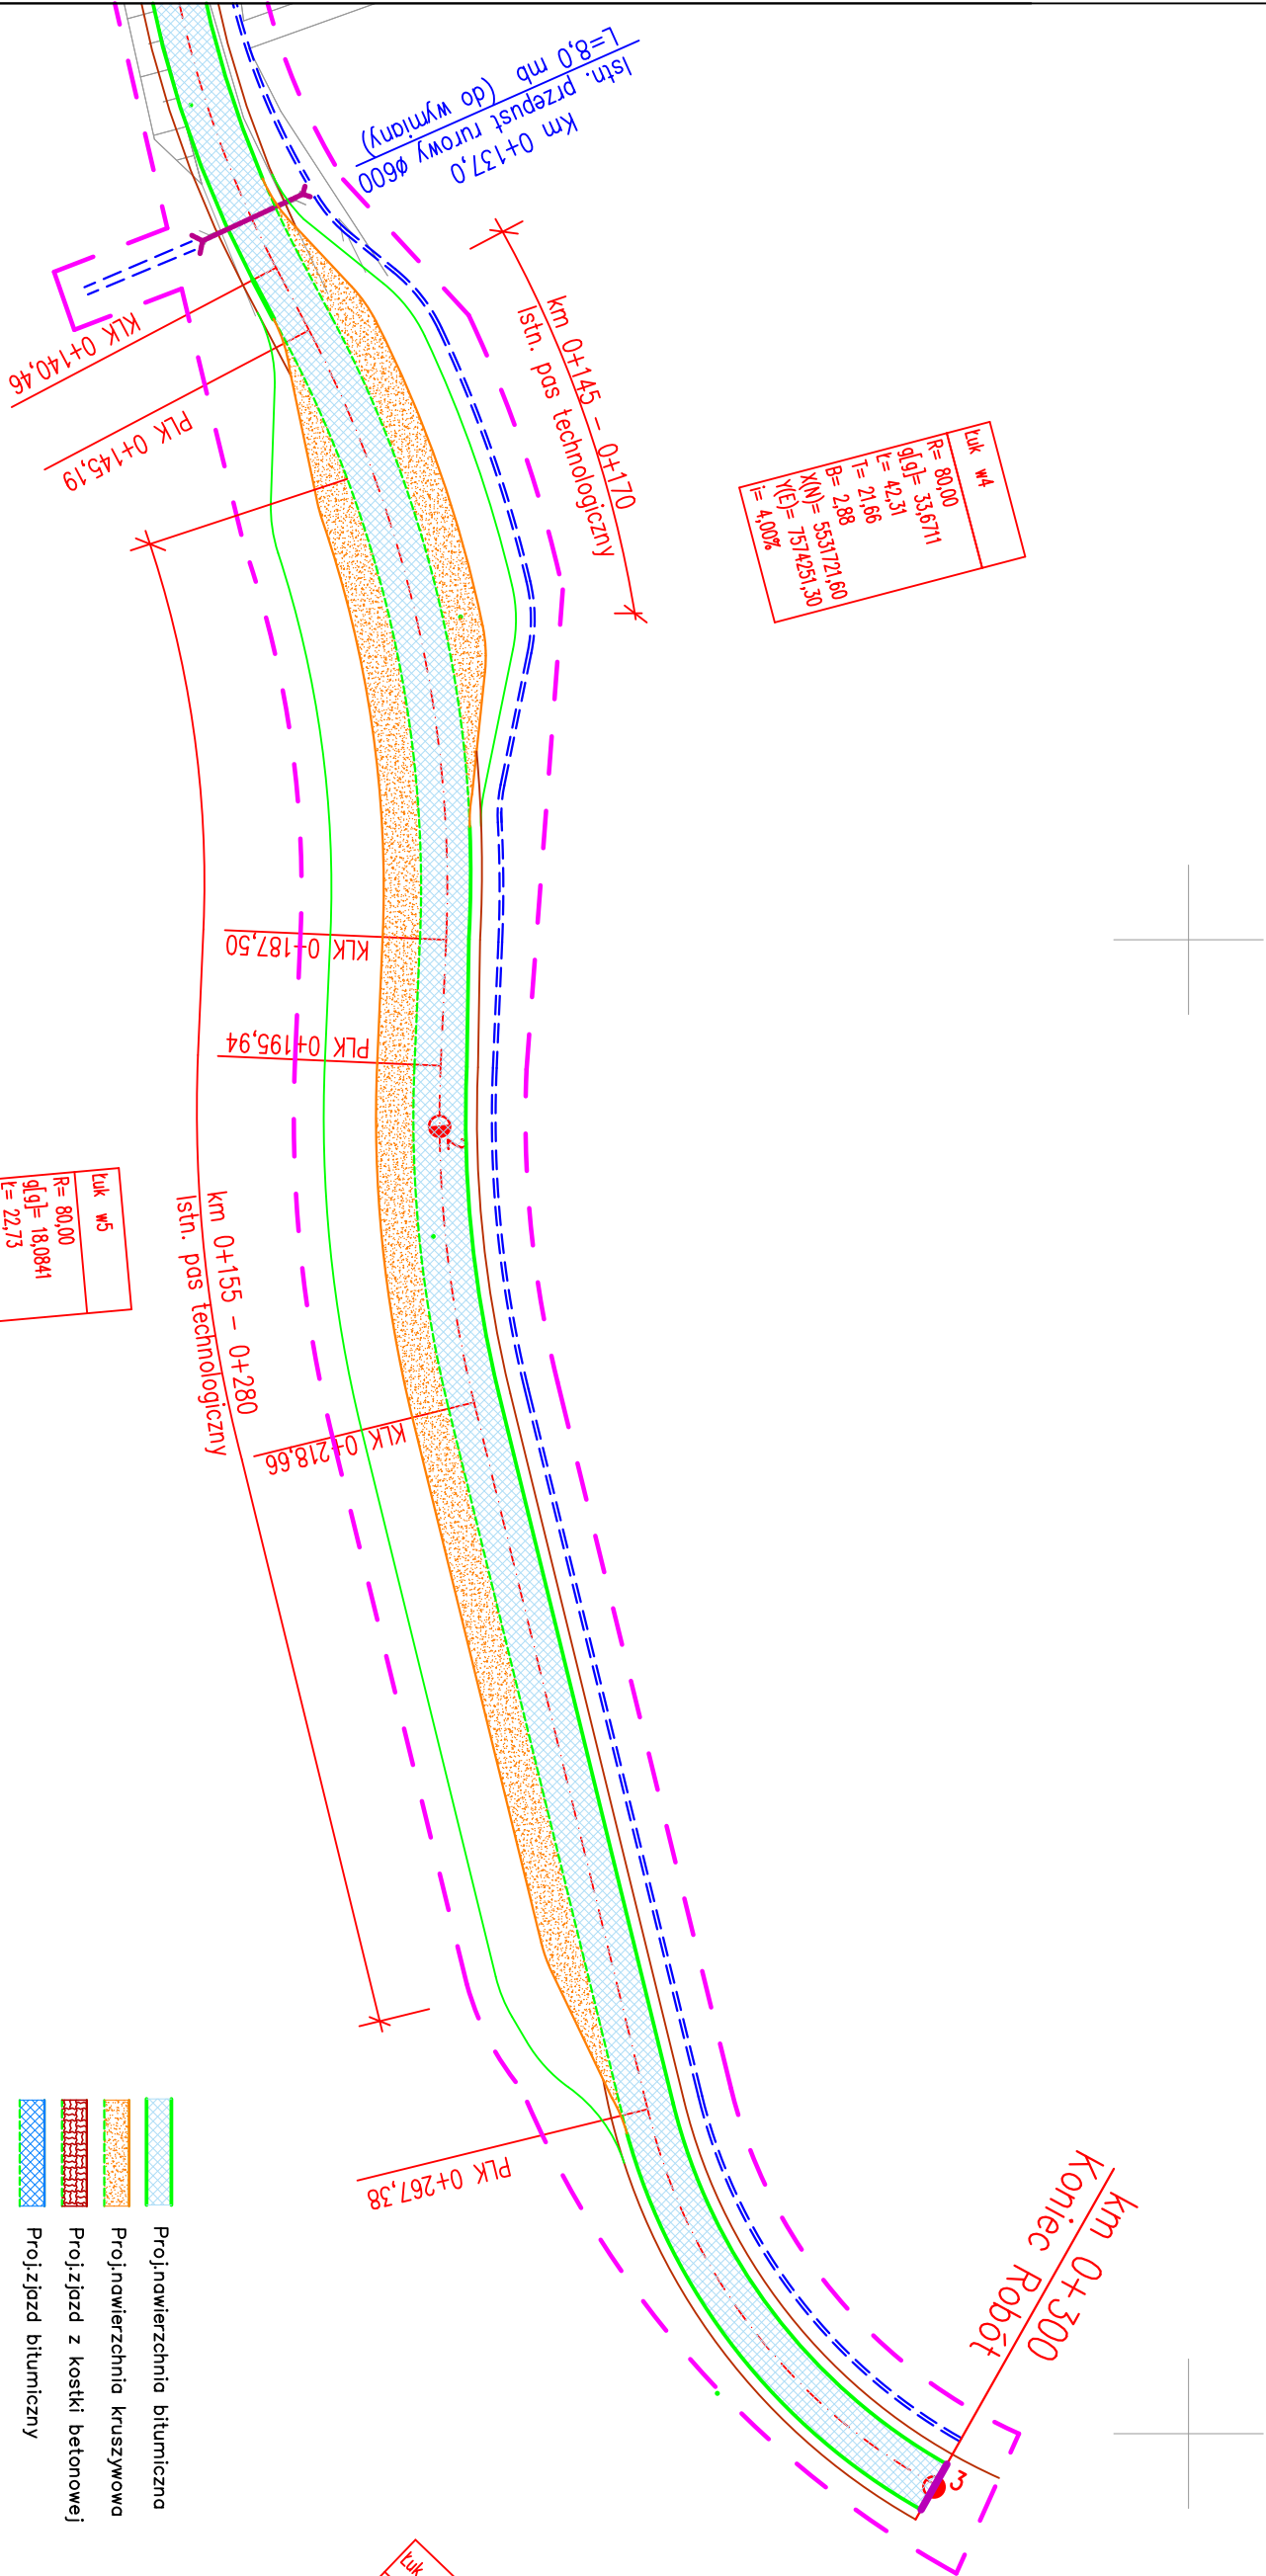 Km 0+137,0
Istn. przepust rurowy ø600
L=8,0 mb (do wymiany)
KLK 0+140,46
PLK 0+145,19
km 0+145 - 0+170
Istn. pas technologiczny
Łuk w4
R= 80,00
g[g]= 33,6711
Ł= 42,31
T= 21,66
B= 2,88
X(N)= 5531721,60
Y(E)= 7574251,30
i= 4,00%
KLK 0+187,50
PLK 0+195,94
2
Łuk w5
R= 80,00
g[g]= 18,0841
Ł= 22,73
km 0+155 - 0+280
Istn. pas technologiczny
KLK 0+218,66
PLK 0+267,38
km 0+300
Koniec Robót
3
Proj.nawierzchnia bitumiczna
Proj.nawierzchnia kruszywowa
Proj.zjazd z kostki betonowej
Proj.zjazd bitumiczny
Łuk